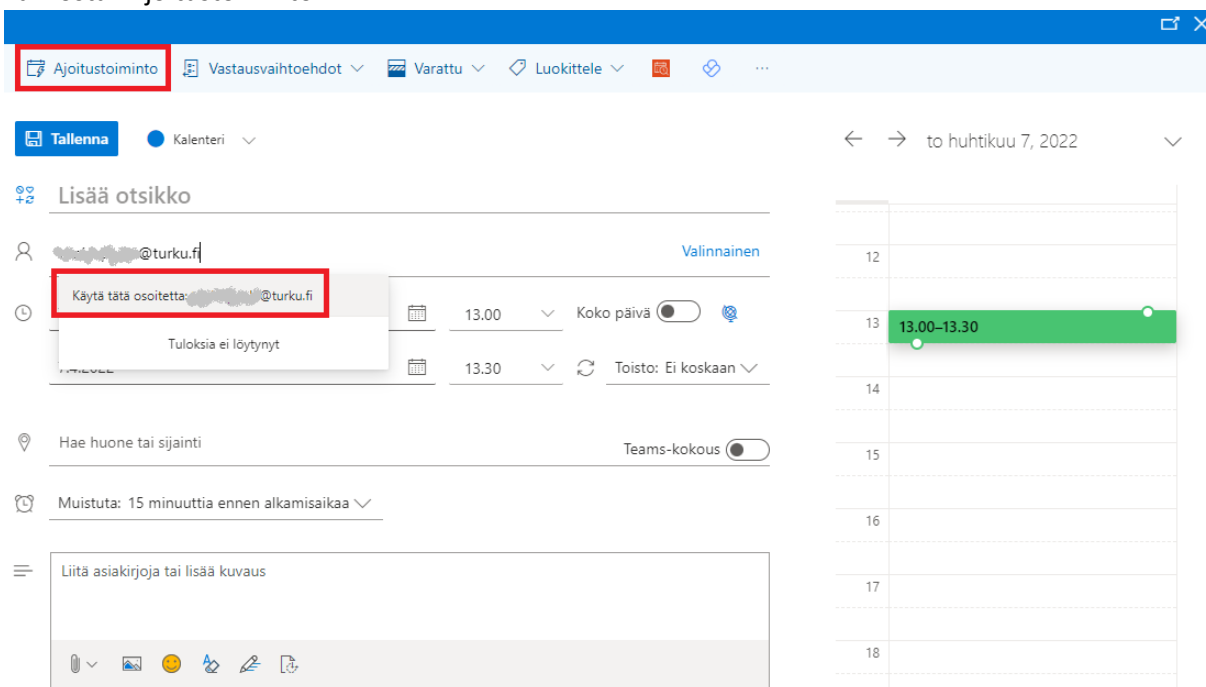 Ajoitustoiminto Vastausvaihtoehdot Varattu Luokittele ...
Tallenna Kalenteri
to huhtikuu 7, 2022
Lisää otsikko
@turku.fi Valinnainen
Käytä tätä osoitetta: @turku.fi
13.00 Koko päivä
Tuloksia ei löytynyt
13.30 Toisto: Ei koskaan
Hae huone tai sijainti Teams-kokous
Muistuta: 15 minuuttia ennen alkamisaikaa
Liitä asiakirjoja tai lisää kuvaus
12
13 13.00–13.30
14
15
16
17
18